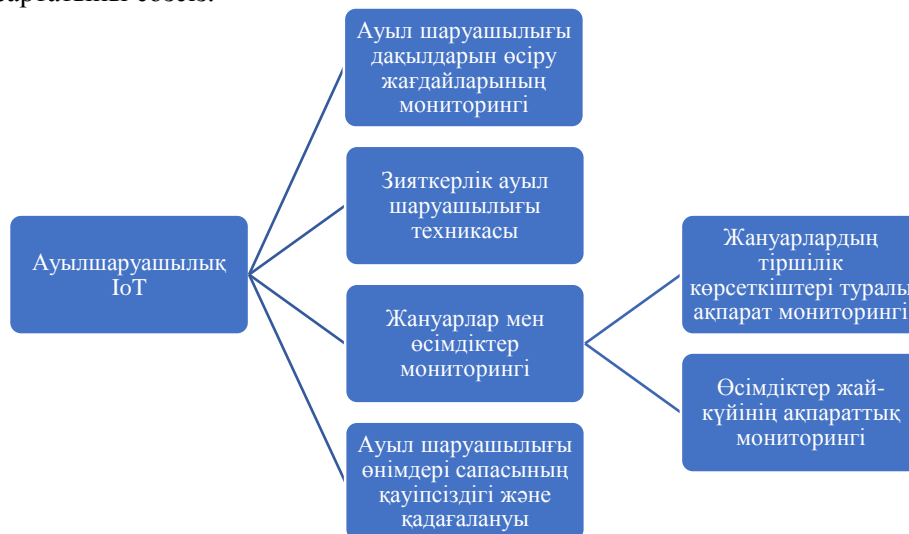 Ауыл шаруашылығы
дақылдарын өсіру
жағдайларының
мониторингі
Зияткерлік ауыл
шаруашылығы
техникасы
Ауылшаруашылық
IoT
Жануарлар мен
өсімдіктер
мониторингі
Ауыл шаруашылығы
өнімдері сапасының
қауіпсіздігі және
қадағалануы
Жануарлардың
тіршілік
көрсеткіштері туралы
ақпарат мониторингі
Өсімдіктер жай-
күйінің ақпараттық
мониторингі